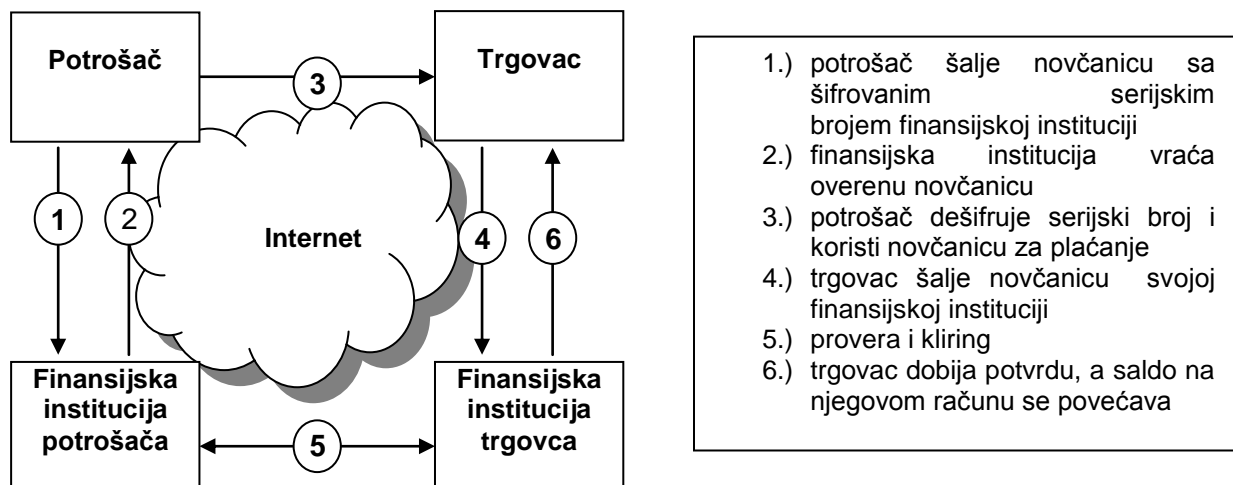 Potrošač
Trgovac
3
1
2
Internet
4
6
Finansijska
institucija
potrošača
5
Finansijska
institucija
trgovca
1.) potrošač šalje novčanicu sa
šifrovanim serijskim
brojem finansijskoj instituciji
2.) finansijska institucija vraća
overenu novčanicu
3.) potrošač dešifruje serijski broj i
koristi novčanicu za plaćanje
4.) trgovac šalje novčanicu svojoj
finansijskoj instituciji
5.) provera i kliring
6.) trgovac dobija potvrdu, a saldo na
njegovom računu se povećava